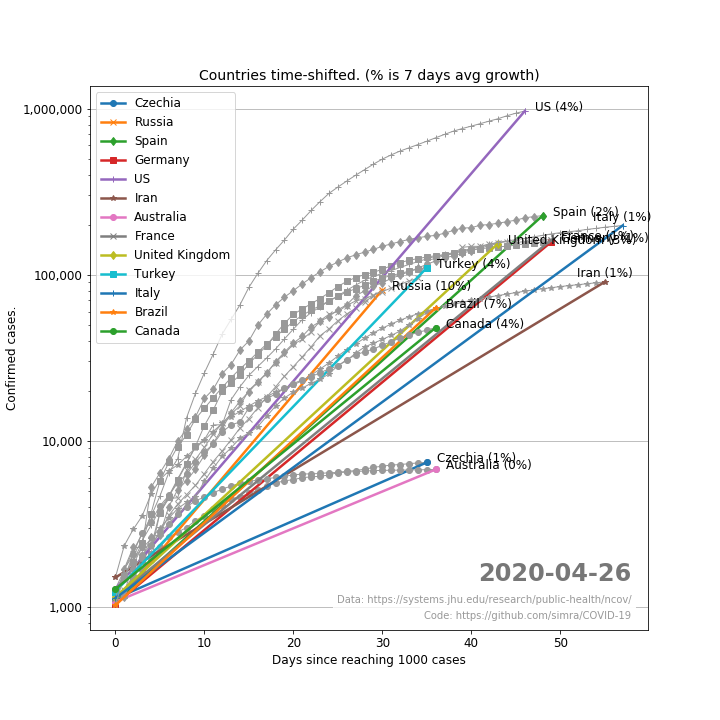 Countries time-shifted. (% is 7 days avg growth)
Confirmed cases.
1,000,000
100,000
10,000
1,000
Czechia
Russia
Spain
Germany
US
Iran
Australia
France
United Kingdom
Turkey
Italy
Brazil
Canada
US (4%)
Spain (2%)
Italy (1%)
France (1%)
United Kingdom (3%)
Turkey (4%)
Iran (1%)
Russia (10%)
Brazil (7%)
Canada (4%)
Czechia (1%)
Australia (0%)
2020-04-26
Data: https://systems.jhu.edu/research/public-health/ncov/
Code: https://github.com/simra/COVID-19
0 10 20 30 40 50
Days since reaching 1000 cases